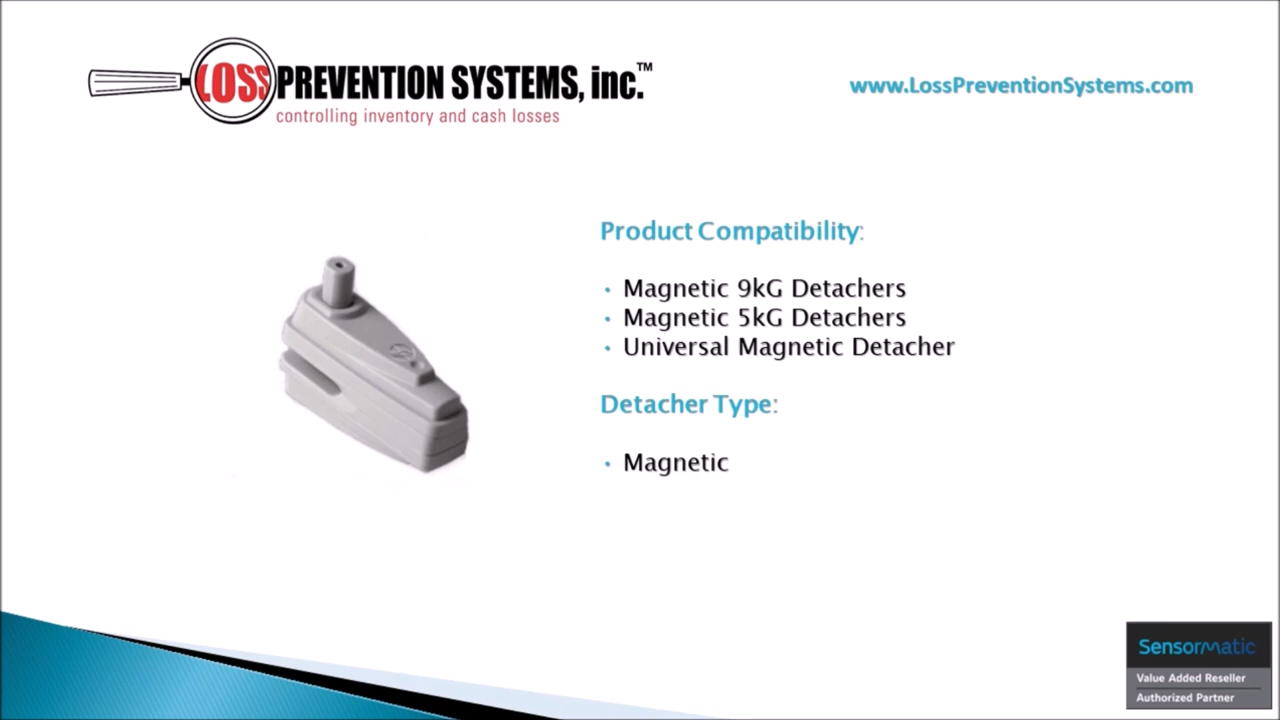 LOSS PREVENTION SYSTEMS, inc.™
controlling inventory and cash losses
www.LossPreventionSystems.com
Product Compatibility:
• Magnetic 9kG Detachers
• Magnetic 5kG Detachers
• Universal Magnetic Detacher
Detacher Type:
• Magnetic
Sensormatic
Value Added Reseller
Authorized Partner